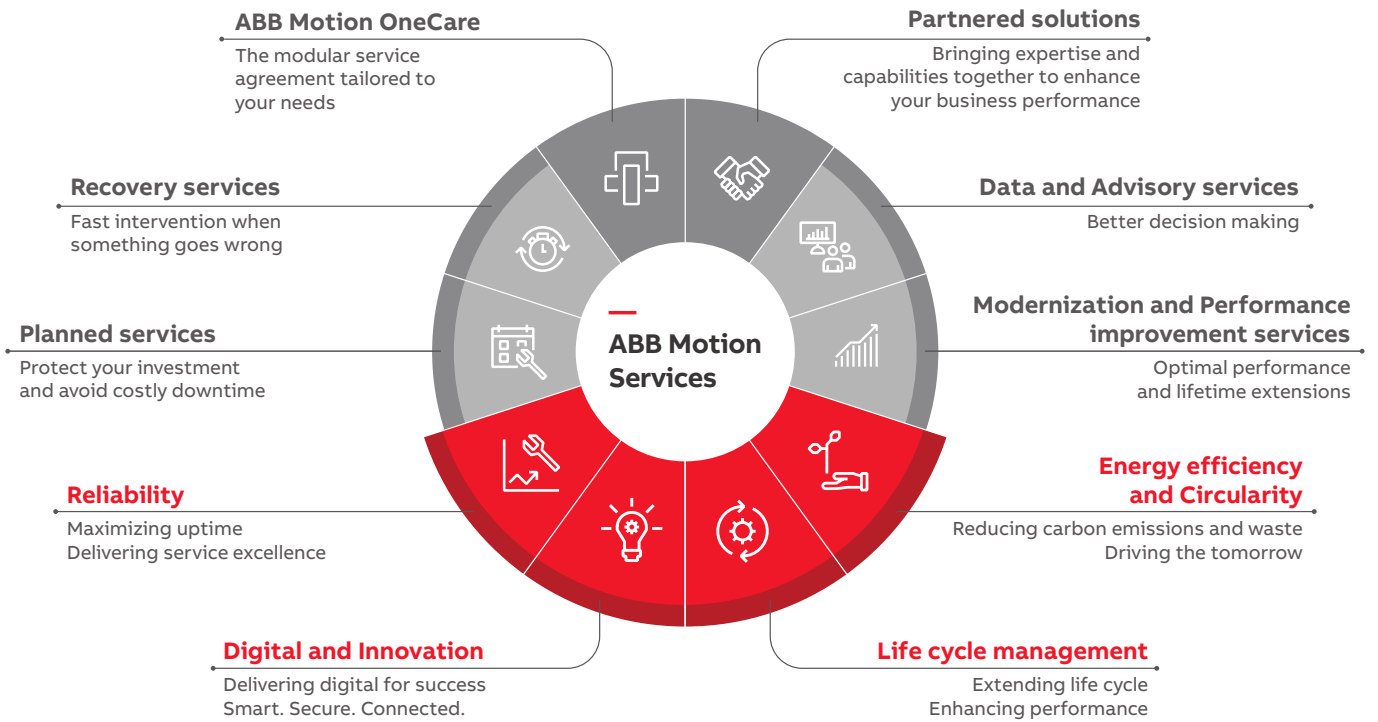 ABB Motion OneCare
The modular service
agreement tailored to
your needs
Partnered solutions
Bringing expertise and
capabilities together to enhance
your business performance
Recovery services
Fast intervention when
something goes wrong
Data and Advisory services
Better decision making
Planned services
Protect your investment
and avoid costly downtime
ABB Motion
Services
Modernization and Performance
improvement services
Optimal performance
and lifetime extensions
Reliability
Maximizing uptime
Delivering service excellence
Energy efficiency
and Circularity
Reducing carbon emissions and waste
Driving the tomorrow
Digital and Innovation
Delivering digital for success
Smart. Secure. Connected.
Life cycle management
Extending life cycle
Enhancing performance